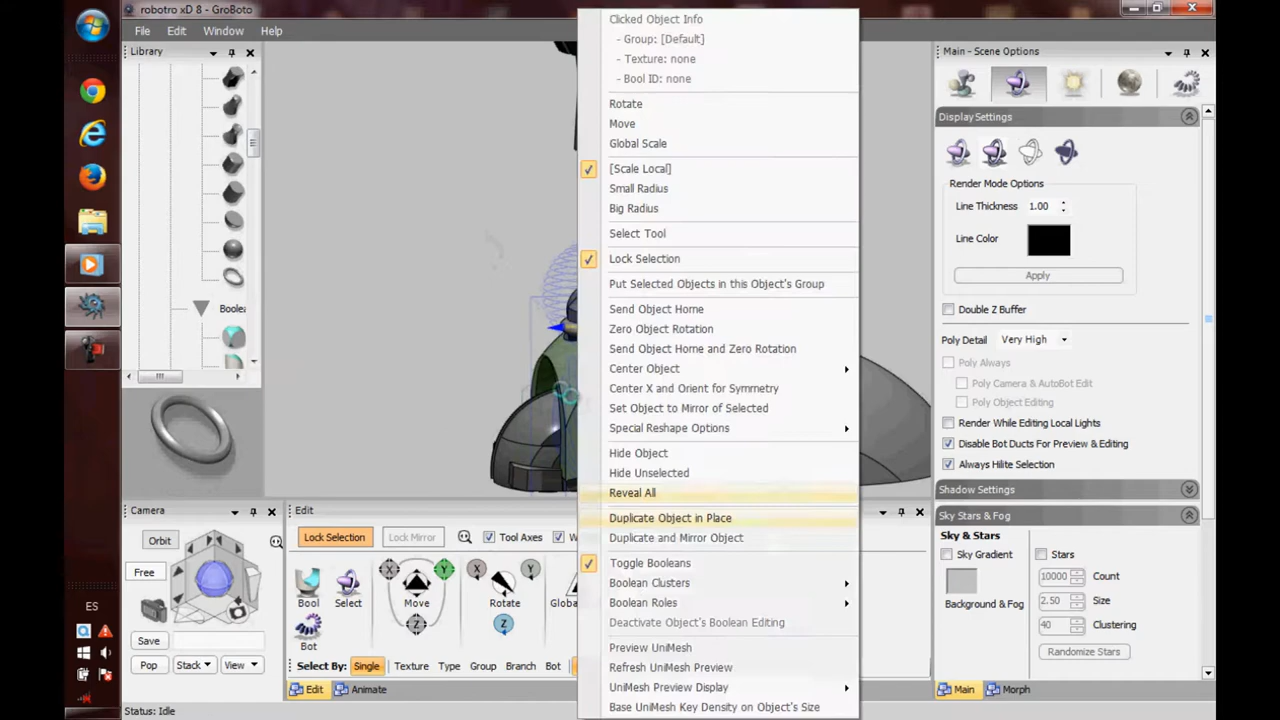 robotro xD 8 - GroBoto
File Edit Window Help
Library
Boolea
Camera
Orbit
Free
Save
Pop Stack View
Edit
Lock Selection Lock Mirror Tool Axes W
X Y X Y
Bool Select Move Rotate Globa
Z Z
Bot
Select By: Single Texture Type Group Branch Bot
Edit Animate
Status: Idle
ES
Clicked Object Info
- Group: [Default]
- Texture: none
- Bool ID: none
Rotate
Move
Global Scale
[Scale Local]
Small Radius
Big Radius
Select Tool
Lock Selection
Put Selected Objects in this Object's Group
Send Object Home
Zero Object Rotation
Send Object Home and Zero Rotation
Center Object
Center X and Orient for Symmetry
Set Object to Mirror of Selected
Special Reshape Options
Hide Object
Hide Unselected
Reveal All
Duplicate Object in Place
Duplicate and Mirror Object
Toggle Booleans
Boolean Clusters
Boolean Roles
Deactivate Object's Boolean Editing
Preview UniMesh
Refresh UniMesh Preview
UniMesh Preview Display
Base UniMesh Key Density on Object's Size
Main - Scene Options
Display Settings
Render Mode Options
Line Thickness 1.00
Line Color
Apply
Double Z Buffer
Poly Detail Very High
Poly Always
Poly Camera & AutoBot Edit
Poly Object Editing
Render While Editing Local Lights
Disable Bot Ducts For Preview & Editing
Always Hilite Selection
Shadow Settings
Sky Stars & Fog
Sky & Stars
Sky Gradient Stars
10000 Count
Background & Fog 2.50 Size
40 Clustering
Randomize Stars
Main Morph